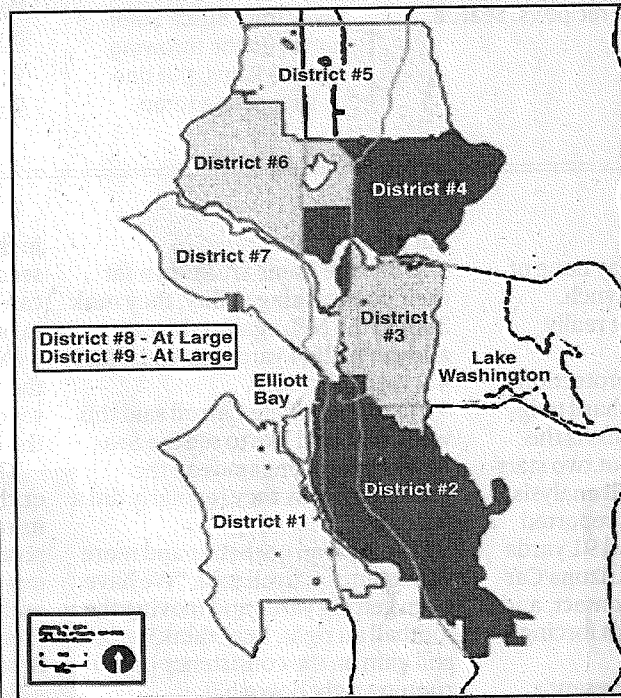 District #5
District #6
District #4
District #7
District
#3
District #8 - At Large
District #9 - At Large
Lake
Washington
Elliott
Bay
District #2
District #1